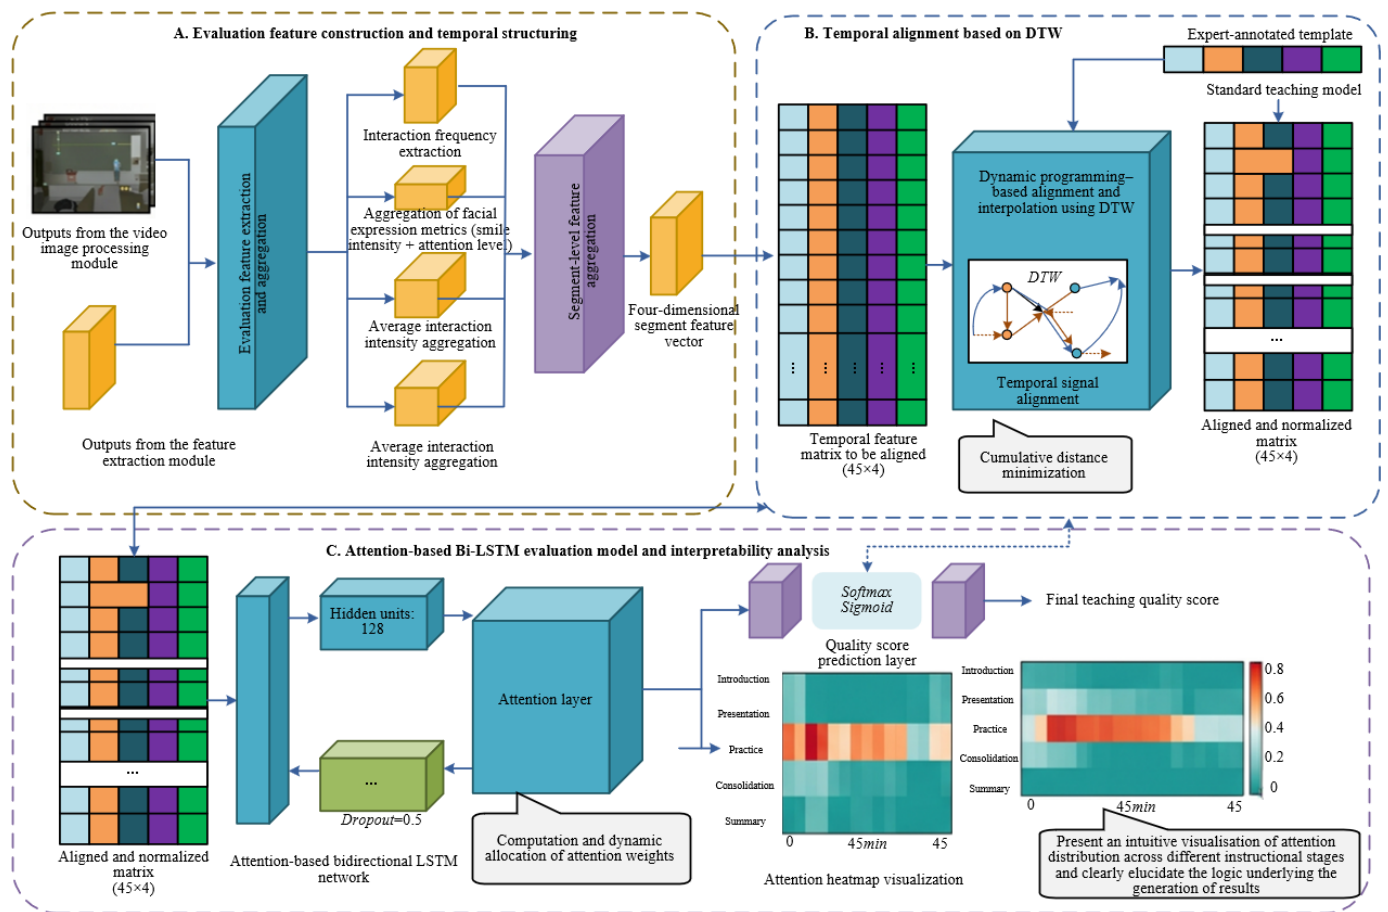 A. Evaluation feature construction and temporal structuring
Outputs from the video
image processing
module
Outputs from the feature
extraction module
Evaluation feature extraction
and aggregation
Interaction frequency
extraction
Aggregation of facial
expression metrics (smile
intensity + attention level)
Average interaction
intensity aggregation
Average interaction
intensity aggregation
Segment-level feature
aggregation
Four-dimensional
segment feature
vector
B. Temporal alignment based on DTW
Expert-annotated template
Standard teaching model
Temporal feature
matrix to be aligned
(45×4)
Dynamic programming–
based alignment and
interpolation using DTW
DTW
Temporal signal
alignment
Cumulative distance
minimization
...
Aligned and normalized
matrix
(45×4)
C. Attention-based Bi-LSTM evaluation model and interpretability analysis
...
Aligned and normalized
matrix
(45×4)
Hidden units:
128
...
Dropout=0.5
Attention-based bidirectional LSTM
network
Attention layer
Computation and dynamic
allocation of attention weights
Softmax
Sigmoid
Quality score
prediction layer
Final teaching quality score
Introduction
Presentation
Practice
Consolidation
Summary
0 45min 45
Attention heatmap visualization
Introduction
Presentation
Practice
Consolidation
Summary
0 45min 45
0.8
0.6
0.4
0.2
0
Present an intuitive visualisation of attention
distribution across different instructional stages
and clearly elucidate the logic underlying the
generation of results